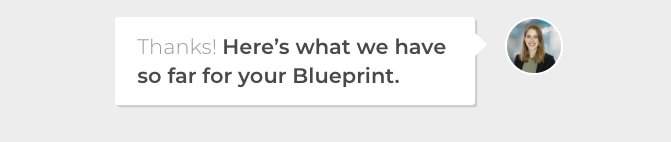 Thanks! Here’s what we have
so far for your Blueprint.